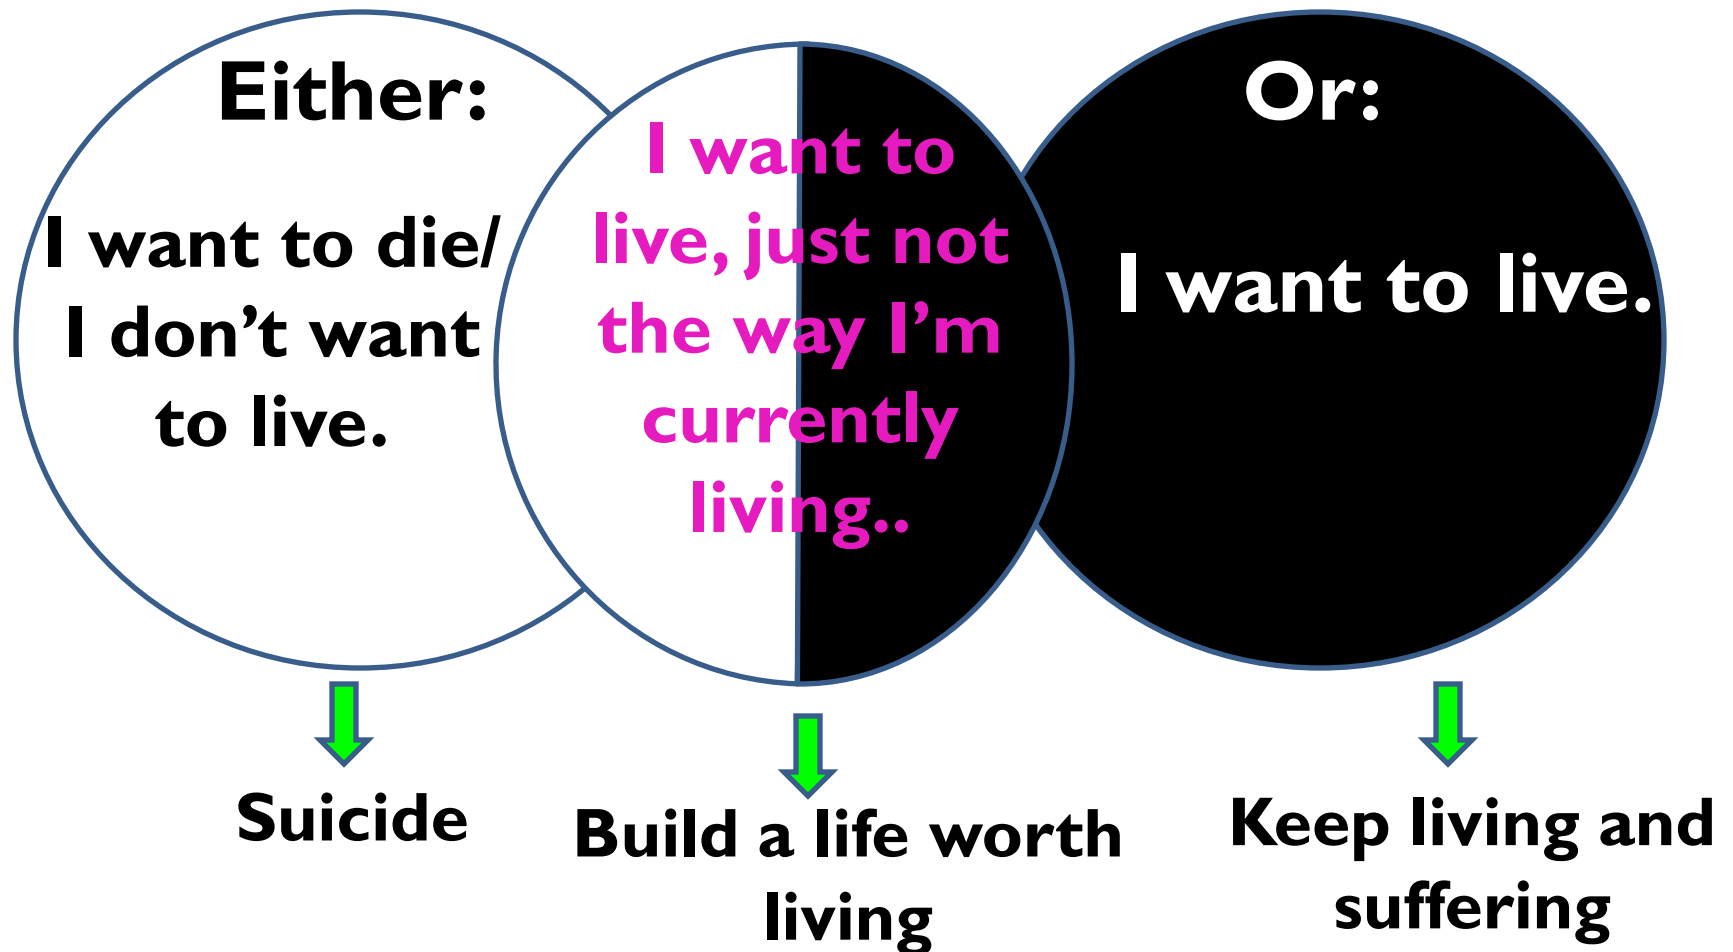 Either:
I want to die/
I don’t want
to live.
I want to
live, just not
the way I’m
currently
living..
Or:
I want to live.
Suicide
Build a life worth
living
Keep living and
suffering